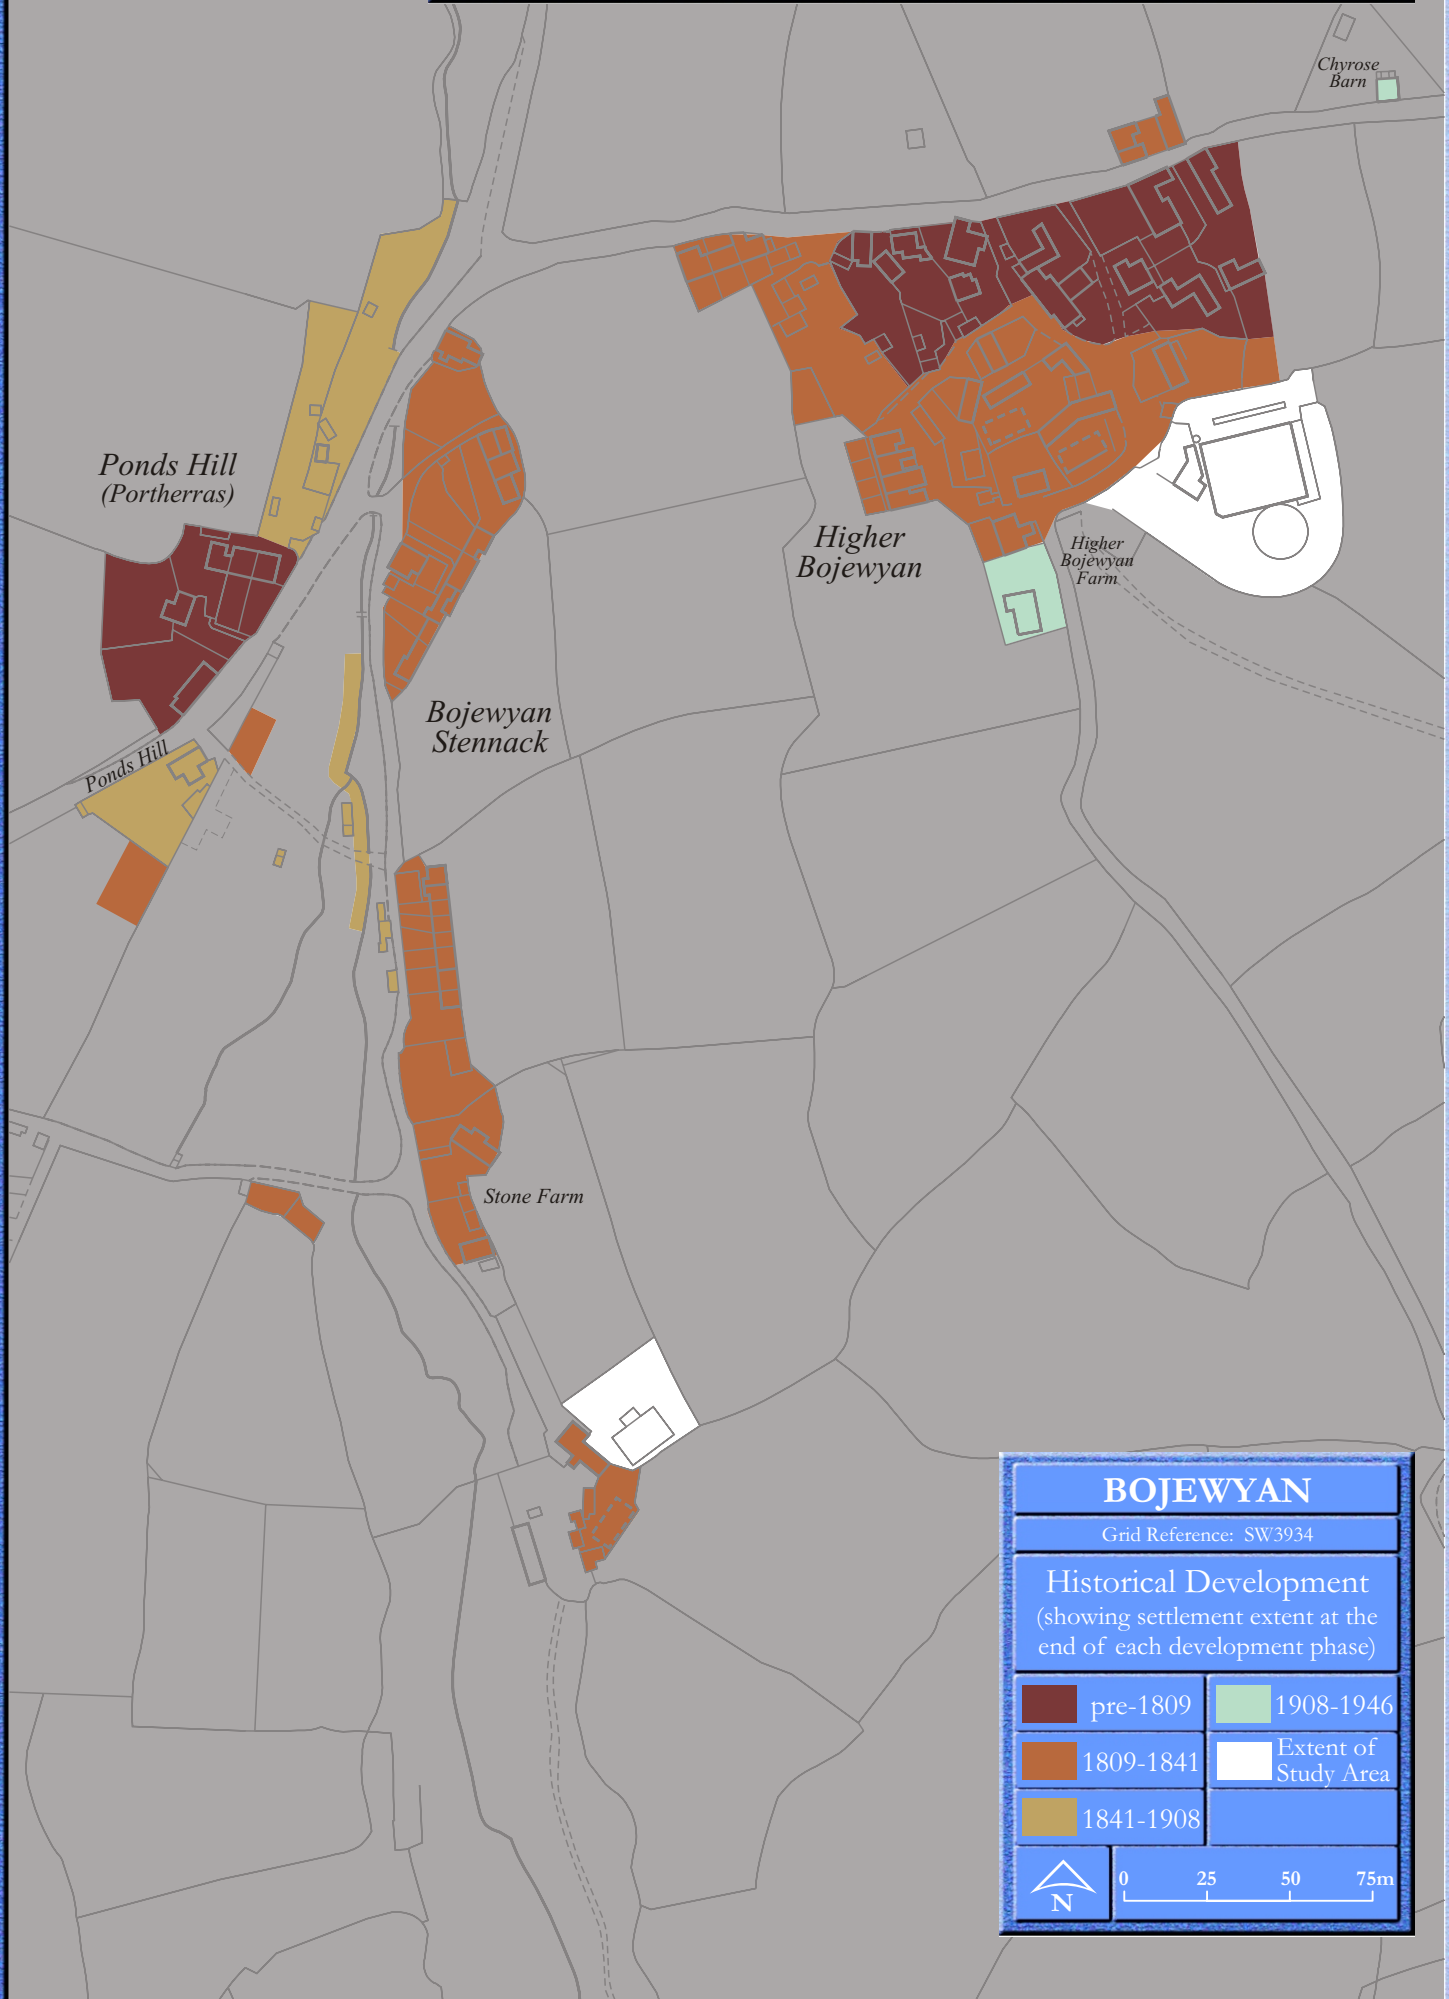 Chyrose
Barn
Ponds Hill
(Portherras)
Higher
Bojewyan
Higher
Bojewyan
Farm
Bojewyan
Stennack
Ponds Hill
Stone Farm
BOJEWYAN
Grid Reference: SW3934
Historical Development
(showing settlement extent at the
end of each development phase)
pre-1809
1908-1946
1809-1841
Extent of
Study Area
1841-1908
N
0 25 50 75m